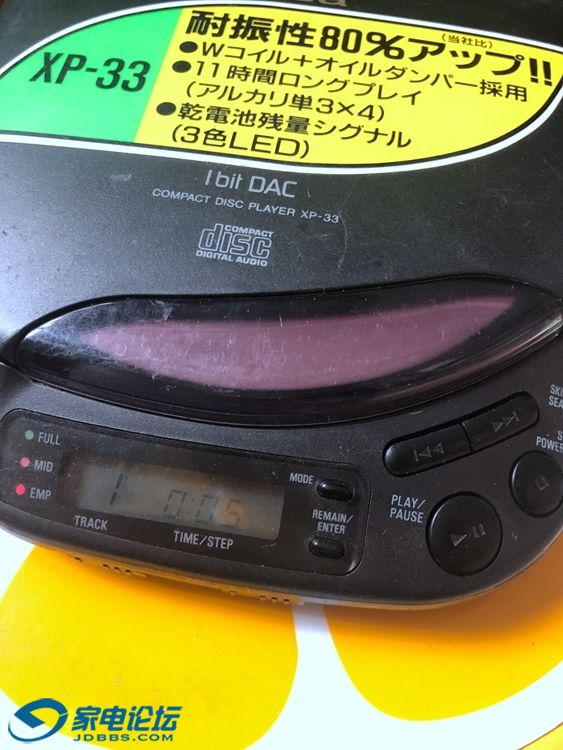 耐振性80%アップ!!
(当社比)
XP-33
●Wコイル+オイルダンパー採用
●11時間ロングプレイ
(アルカリ単3×4)
●乾電池残量シグナル
(3色LED)
1 bit DAC
COMPACT DISC PLAYER XP-33
COMPACT
disc
DIGITAL AUDIO
FULL
MID
EMP
1 0:05
TRACK
TIME/STEP
MODE
REMAIN/
ENTER
PLAY/
PAUSE
POWER
家电论坛
JDBBS.COM